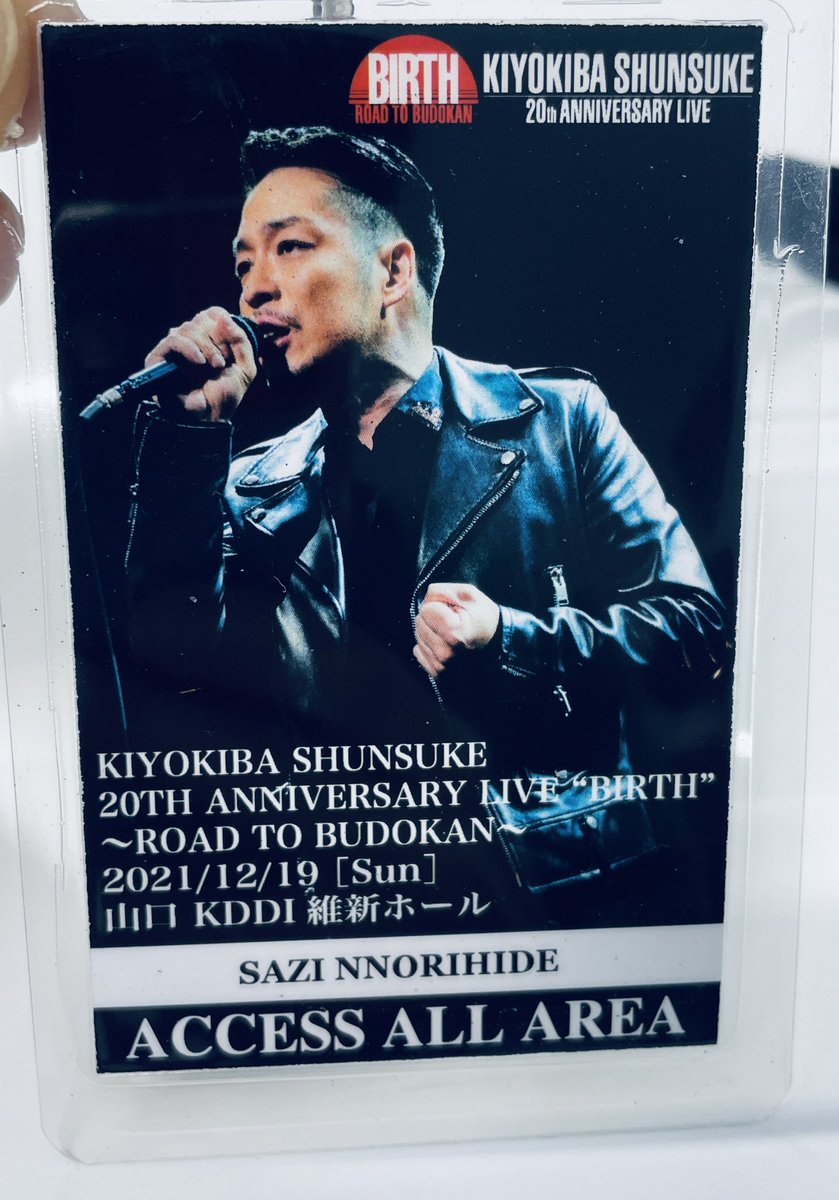 BIRTH
ROAD TO BUDOKAN
KIYOKIBA SHUNSUKE
20th ANNIVERSARY LIVE
KIYOKIBA SHUNSUKE
20TH ANNIVERSARY LIVE “BIRTH”
〜ROAD TO BUDOKAN〜
2021/12/19 [Sun]
山口 KDDI 維新ホール
SAZI NNORIHIDE
ACCESS ALL AREA